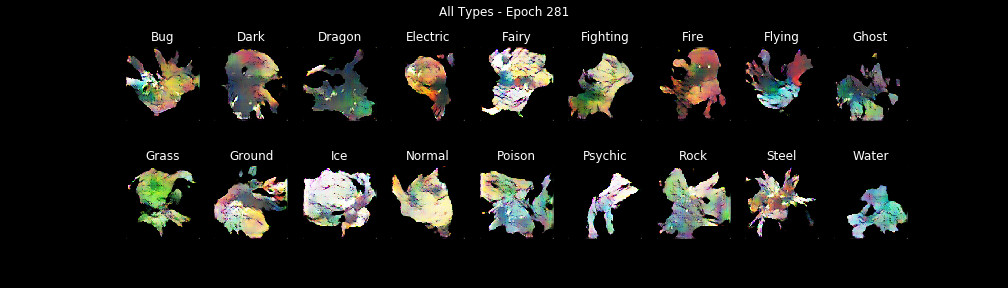 All Types - Epoch 281
Bug Dark Dragon Electric Fairy Fighting Fire Flying Ghost
Grass Ground Ice Normal Poison Psychic Rock Steel Water